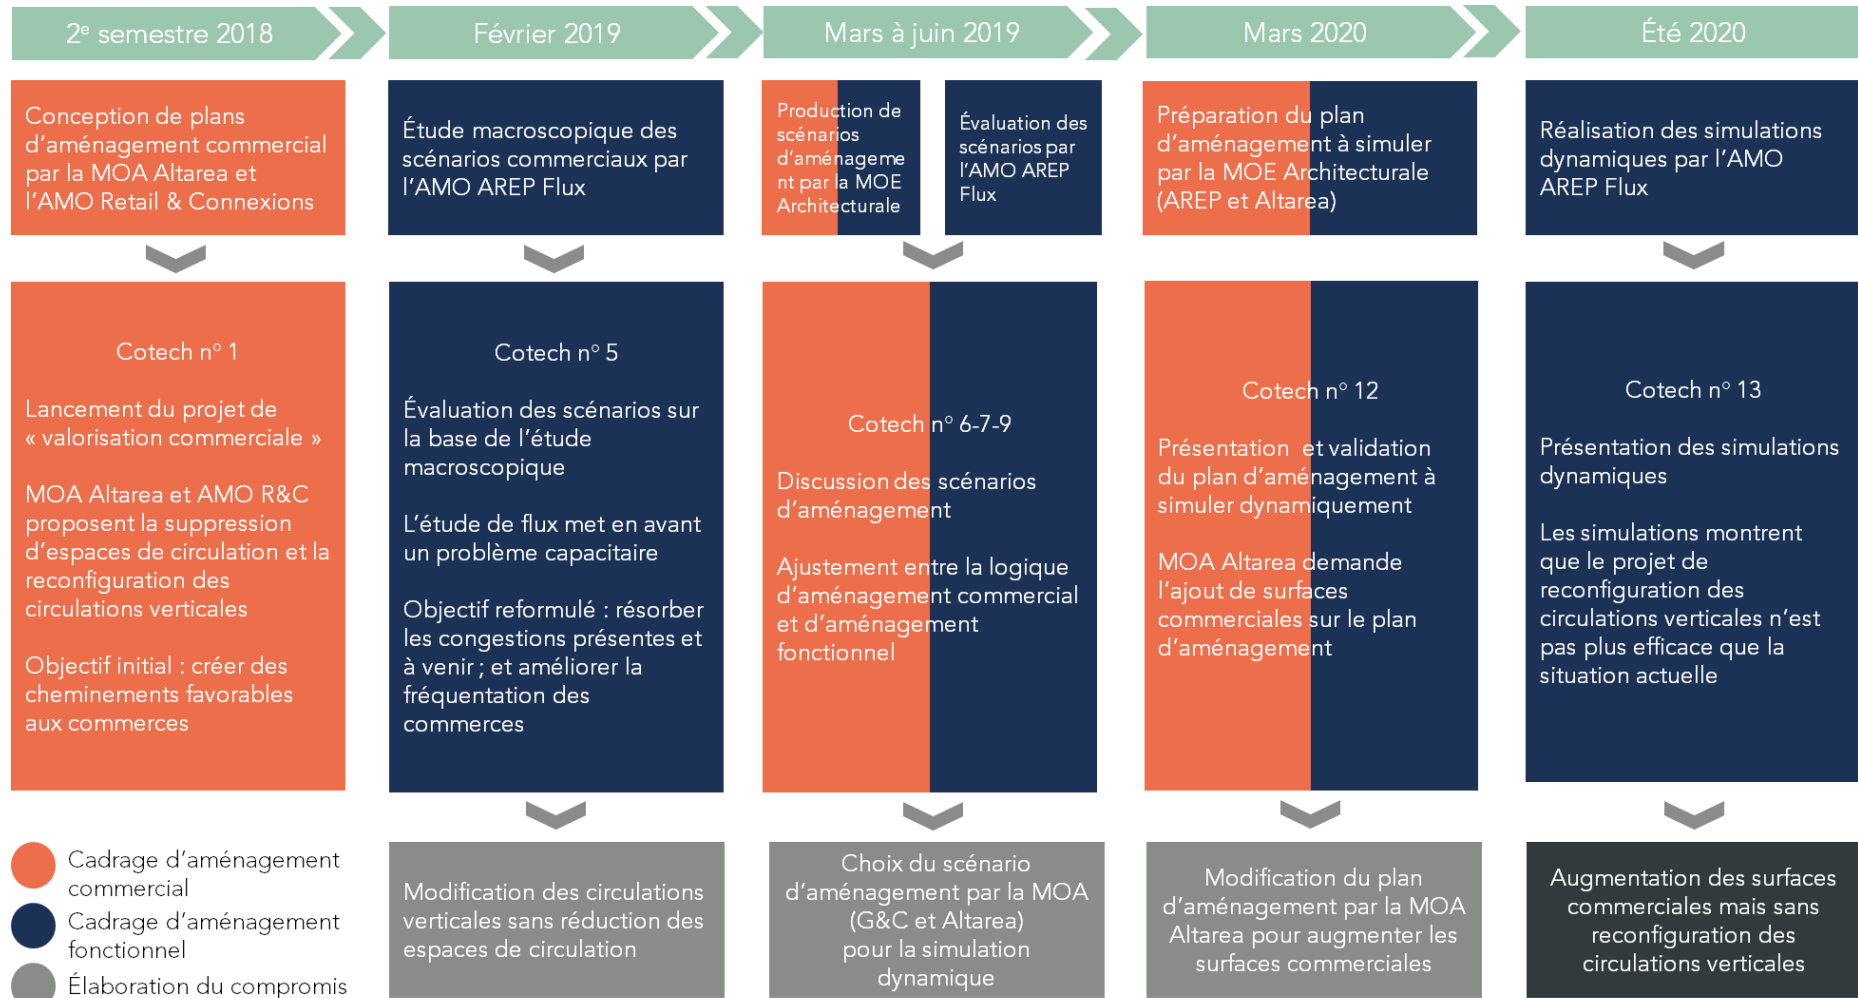 2e semestre 2018
Février 2019
Mars à juin 2019
Mars 2020
Été 2020
Conception de plans
d’aménagement commercial
par la MOA Altarea et
l’AMO Retail & Connexions
Étude macroscopique des
scénarios commerciaux par
l’AMO AREP Flux
Production de
scénarios
d’aménageme
nt par la MOE
Architecturale
Évaluation des
scénarios par
l’AMO AREP
Flux
Préparation du plan
d’aménagement à simuler
par la MOE Architecturale
(AREP et Altarea)
Réalisation des simulations
dynamiques par l’AMO
AREP Flux
Cotech n° 1
Lancement du projet de
« valorisation commerciale »
MOA Altarea et AMO R&C
proposent la suppression
d’espaces de circulation et la
reconfiguration des
circulations verticales
Objectif initial : créer des
cheminements favorables
aux commerces
Cotech n° 5
Évaluation des scénarios sur
la base de l’étude
macroscopique
L’étude de flux met en avant
un problème capacitaire
Objectif reformulé : résorber
les congestions présentes et
à venir ; et améliorer la
fréquentation des
commerces
Cotech n° 6-7-9
Discussion des scénarios
d’aménagement
Ajustement entre la logique
d’aménagement commercial
et d’aménagement
fonctionnel
Cotech n° 12
Présentation et validation
du plan d’aménagement à
simuler dynamiquement
MOA Altarea demande
l’ajout de surfaces
commerciales sur le plan
d’aménagement
Cotech n° 13
Présentation des simulations
dynamiques
Les simulations montrent
que le projet de
reconfiguration des
circulations verticales n’est
pas plus efficace que la
situation actuelle
Cadrage d’aménagement
commercial
Cadrage d’aménagement
fonctionnel
Élaboration du compromis
Modification des circulations
verticales sans réduction des
espaces de circulation
Choix du scénario
d’aménagement par la MOA
(G&C et Altarea)
pour la simulation
dynamique
Modification du plan
d’aménagement par la MOA
Altarea pour augmenter les
surfaces commerciales
Augmentation des surfaces
commerciales mais sans
reconfiguration des
circulations verticales